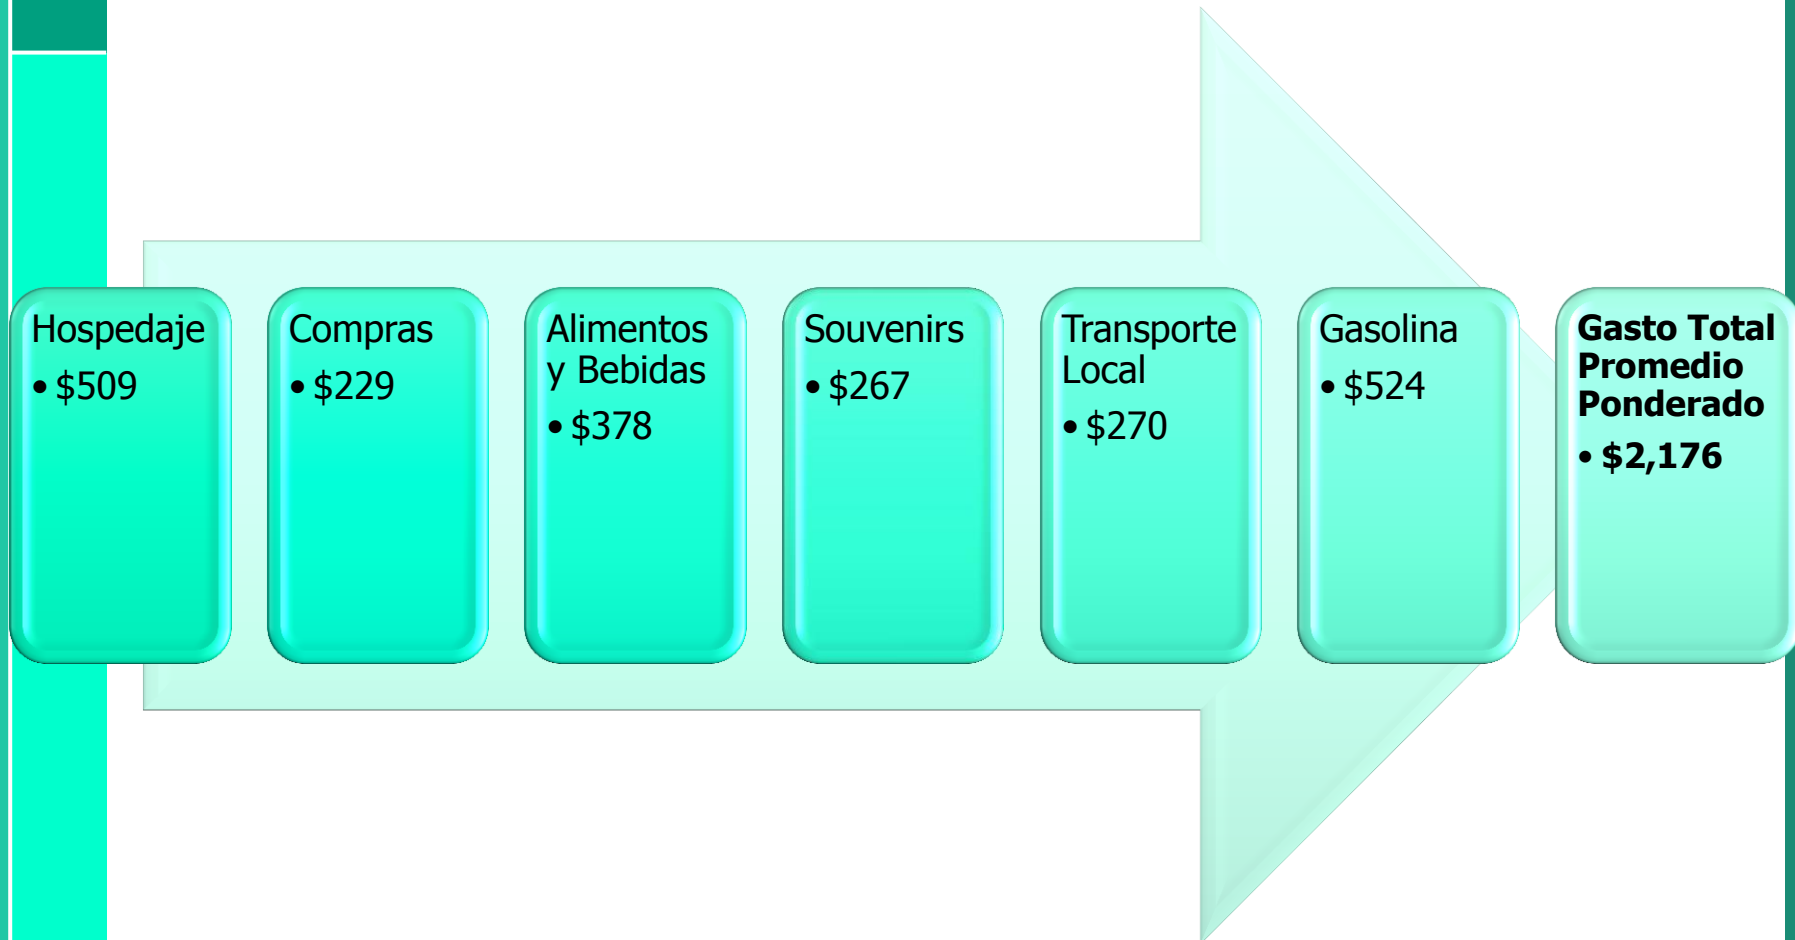 Hospedaje
• $509
Compras
• $229
Alimentos
y Bebidas
• $378
Souvenirs
• $267
Transporte
Local
• $270
Gasolina
• $524
Gasto Total
Promedio
Ponderado
• $2,176